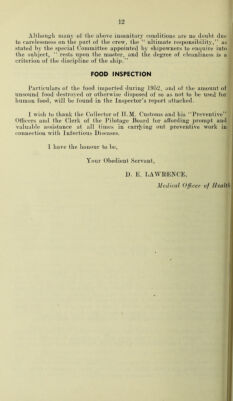 12
Although many of the above insanitary conditions are no doubt due
to carelessness on the part of the crew, the "ultimate responsibility," as
stated by the special Committee appointed by shipowners to enquire into
the subject, "rests upon the master, and the degree of cleanliness is a
criterion of the discipline of the ship."
FOOD INSPECTION
Particulars of the food imported during 1952, and of the amount of
unsound food destroyed or otherwise disposed of so as not to be used for
human food, will be found in the Inspector's report attached.
I wish to thank the Collector of H.M. Customs and his "Preventive"
Officers and the Clerk of the Pilotage Board for affording prompt and
valuable assistance at all times in carrying out preventive work in
connection with Infectious Diseases.
I have the honour to be,
Your Obedient Servant,
D. E. LAWRENCE,
Medical Officer of Health